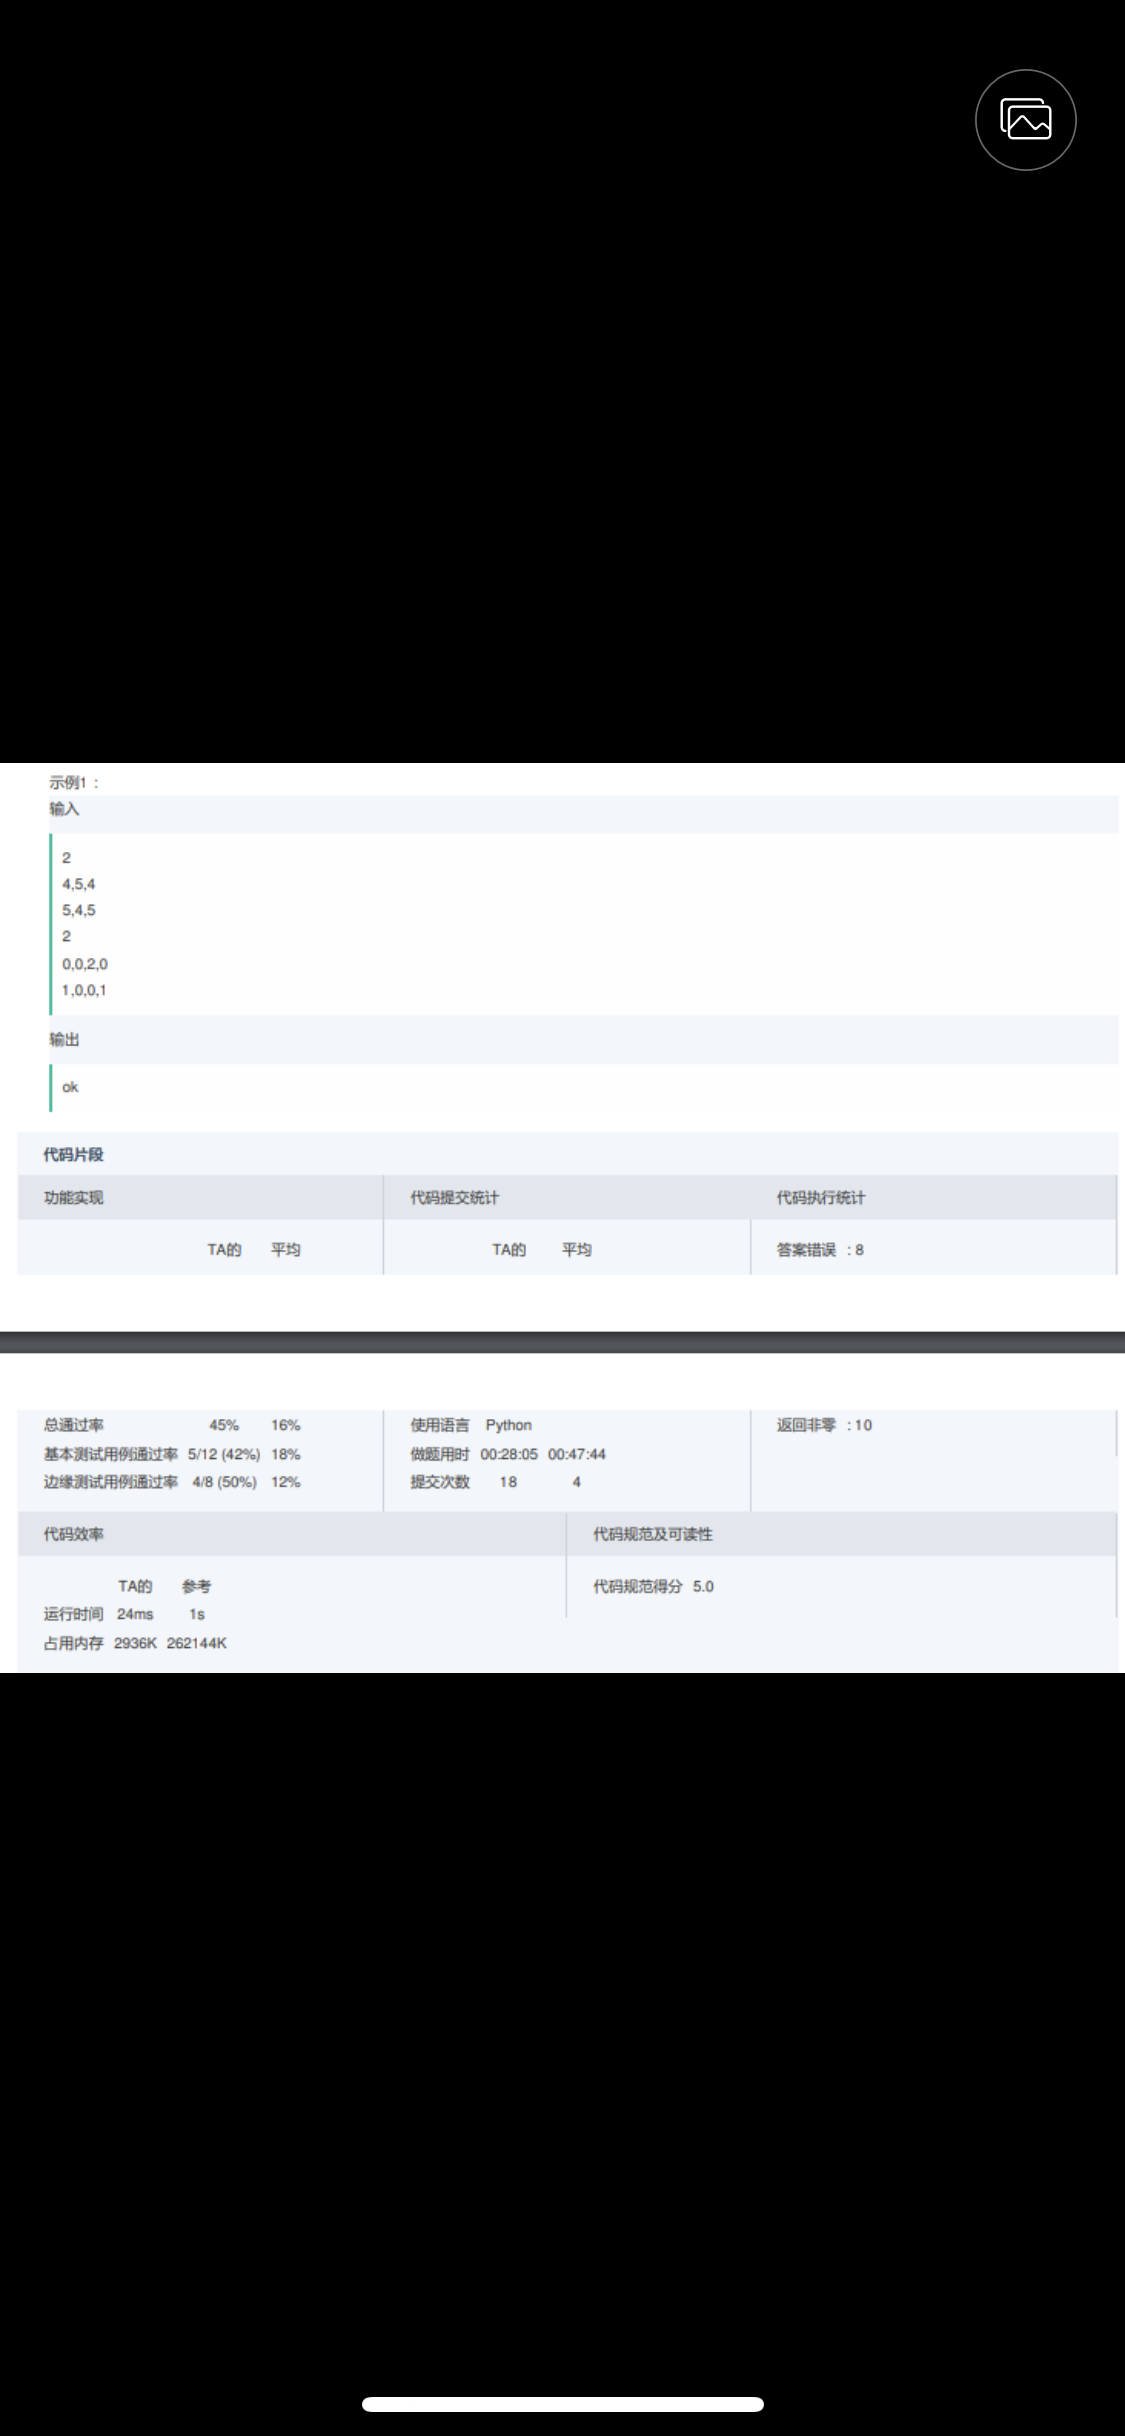 示例1：
输入
2
4,5,4
5,4,5
2
0,0,2,0
1,0,0,1
输出
ok
代码片段
功能实现 代码提交统计 代码执行统计
TA的 平均 TA的 平均 答案错误 : 8
总通过率 45% 16% 使用语言 Python 返回非零 : 10
基本测试用例通过率 5/12 (42%) 18% 做题用时 00:28:05 00:47:44
边缘测试用例通过率 4/8 (50%) 12% 提交次数 18 4
代码效率 代码规范及可读性
TA的 参考 代码规范得分 5.0
运行时间 24ms 1s
占用内存 2936K 262144K